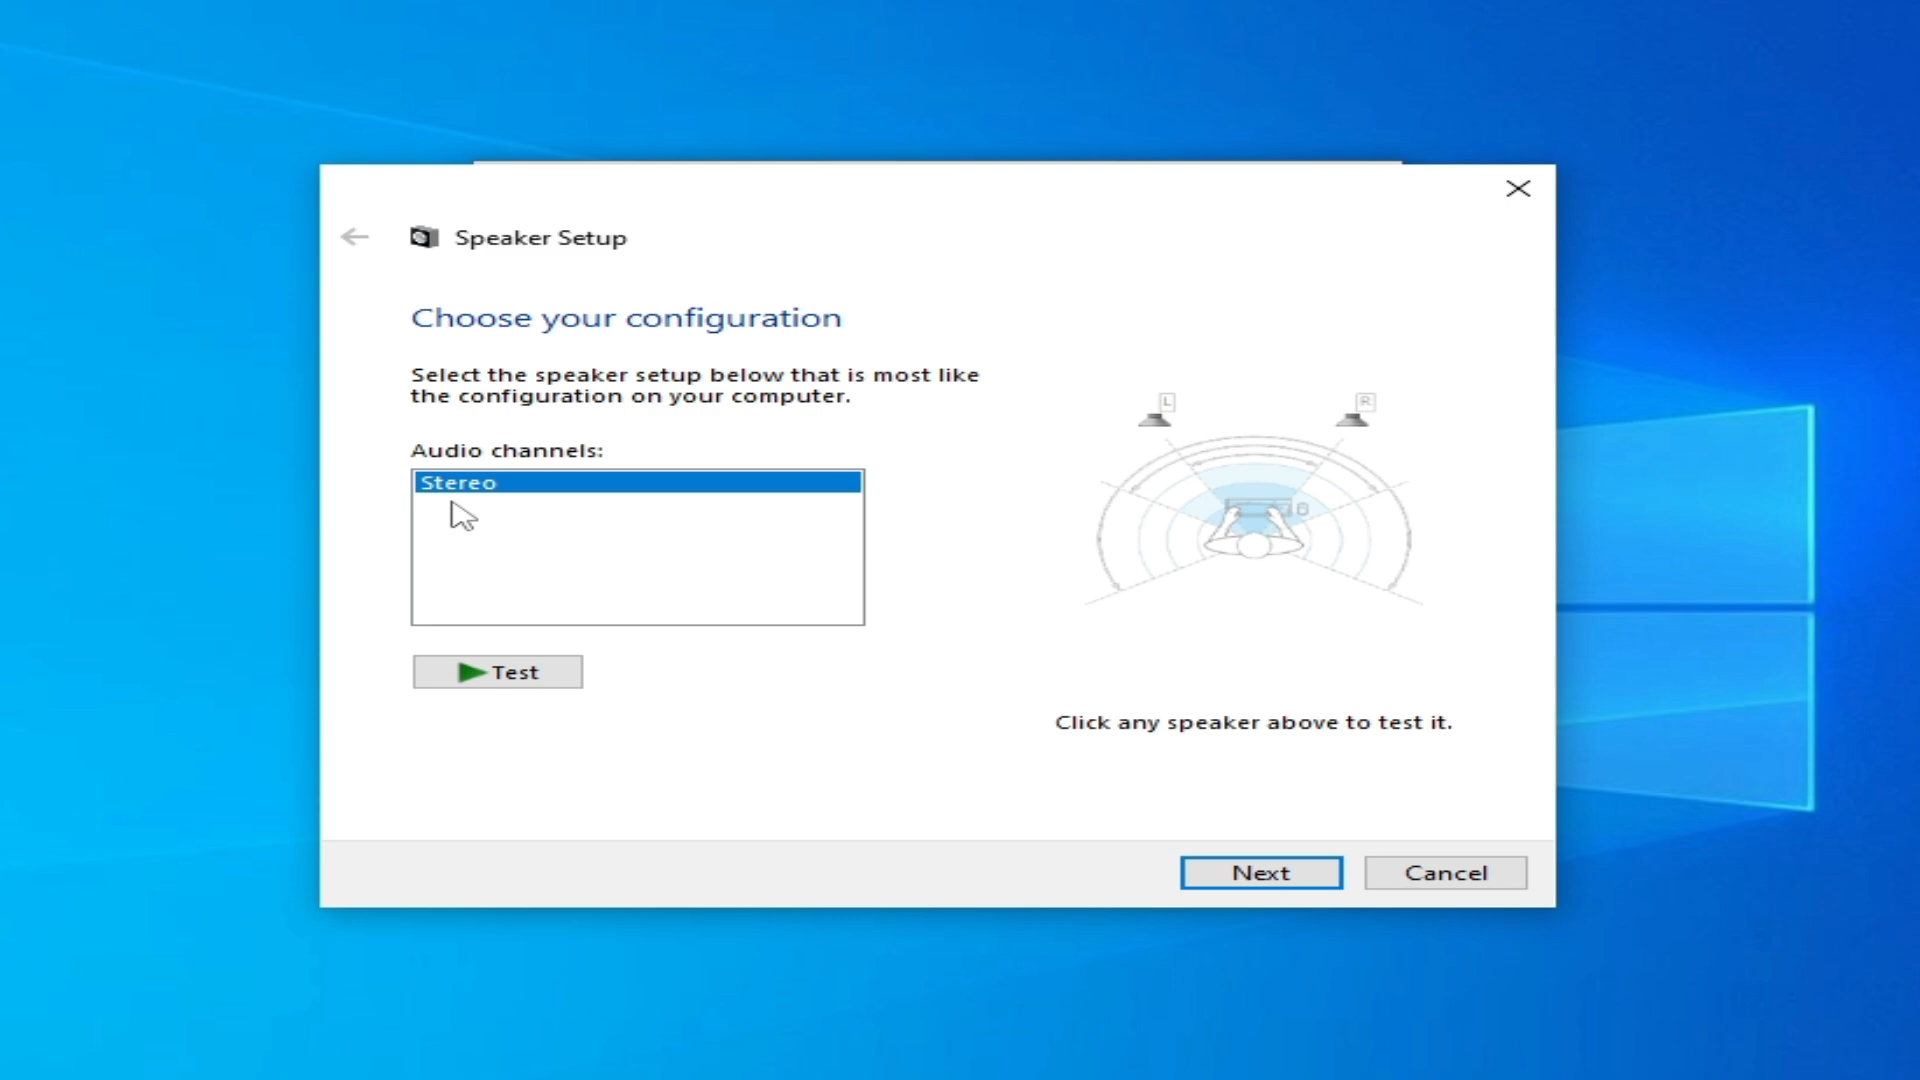 Speaker Setup
Choose your configuration
Select the speaker setup below that is most like
the configuration on your computer.
L
R
Audio channels:
Stereo
Test
Click any speaker above to test it.
Next
Cancel